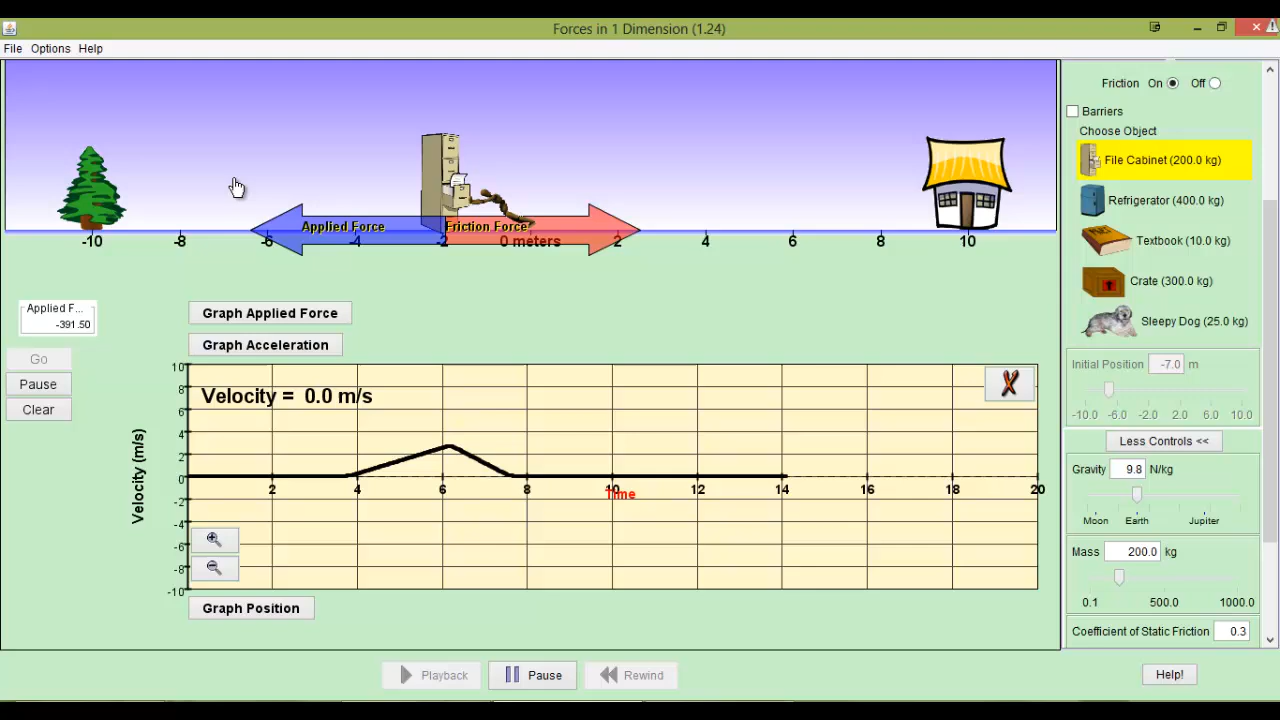 Forces in 1 Dimension (1.24)
File Options Help
Friction On Off
Barriers
Choose Object
File Cabinet (200.0 kg)
Refrigerator (400.0 kg)
Textbook (10.0 kg)
Crate (300.0 kg)
Sleepy Dog (25.0 kg)
Applied Force Friction Force
-10 -8 -6 -4 -2 0 meters 2 4 6 8 10
Applied F...
-391.50
Go
Pause
Clear
Graph Applied Force
Graph Acceleration
Velocity = 0.0 m/s
X
Velocity (m/s)
10
8
6
4
2
0
-2
-4
-6
-8
-10
2 4 6 8 10 12 14 16 18 20
Time
Graph Position
Initial Position -7.0 m
-10.0 -6.0 -2.0 2.0 6.0 10.0
Less Controls <<
Gravity 9.8 N/kg
Moon Earth Jupiter
Mass 200.0 kg
0.1 500.0 1000.0
Coefficient of Static Friction 0.3
Playback Pause Rewind
Help!